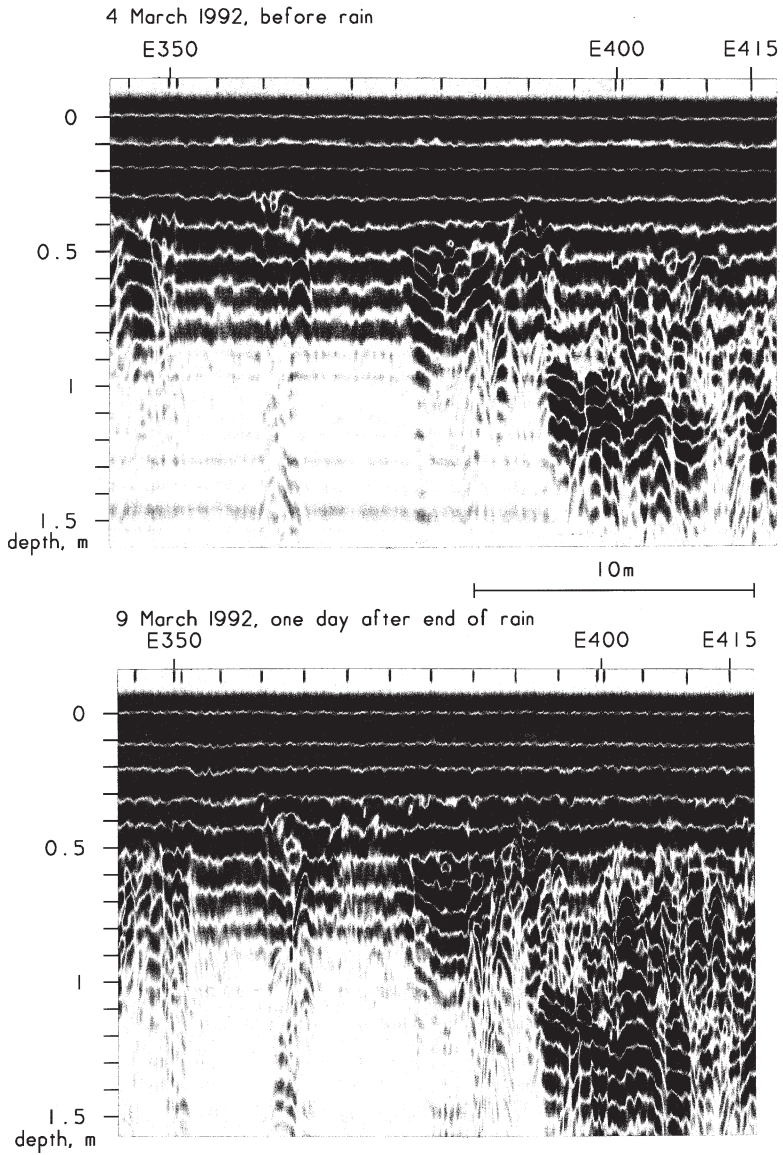 4 March 1992, before rain
E350 E400 E415
0
0.5
1
1.5
depth, m
10m
9 March 1992, one day after end of rain
E350 E400 E415
0
0.5
1
1.5
depth, m